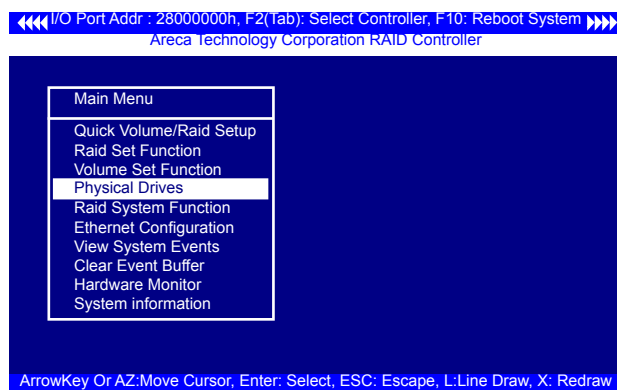 I/O Port Addr : 28000000h, F2(Tab): Select Controller, F10: Reboot System
Areca Technology Corporation RAID Controller
Main Menu
Quick Volume/Raid Setup
Raid Set Function
Volume Set Function
Physical Drives
Raid System Function
Ethernet Configuration
View System Events
Clear Event Buffer
Hardware Monitor
System information
ArrowKey Or AZ:Move Cursor, Enter: Select, ESC: Escape, L:Line Draw, X: Redraw